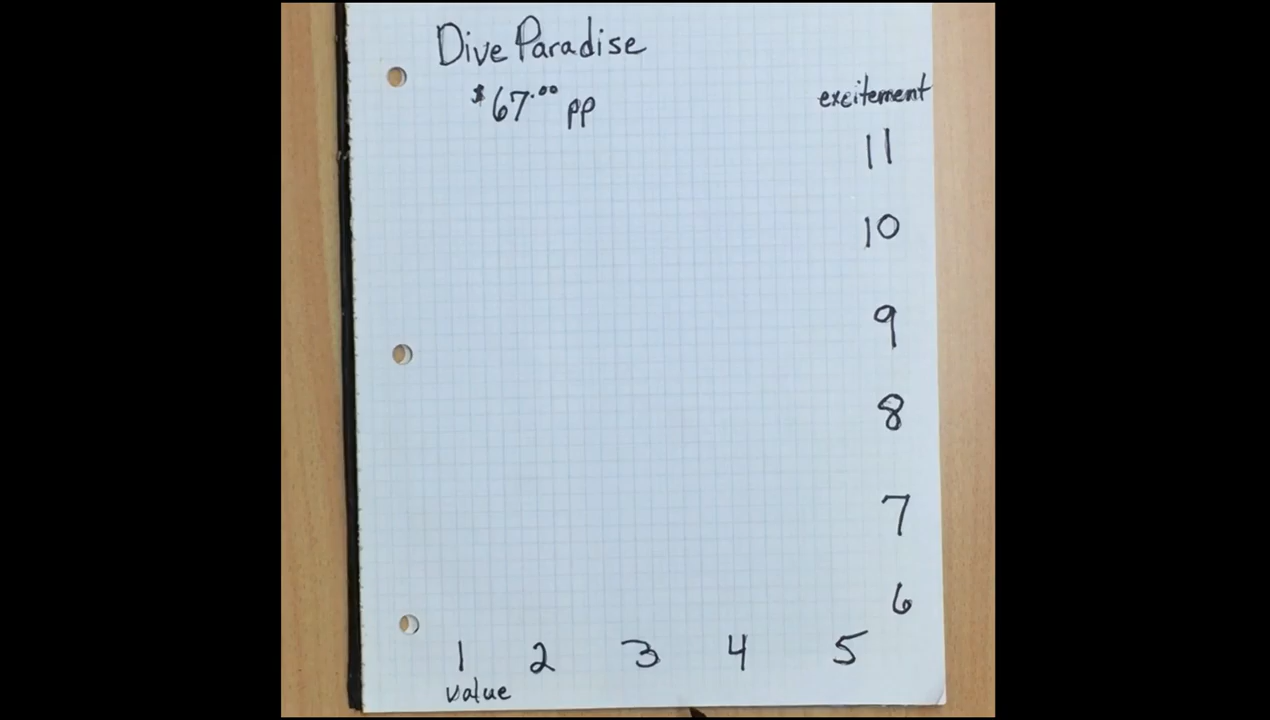 Dive Paradise
$67.00 pp
excitement
11
10
9
8
7
6
1 2 3 4 5
value